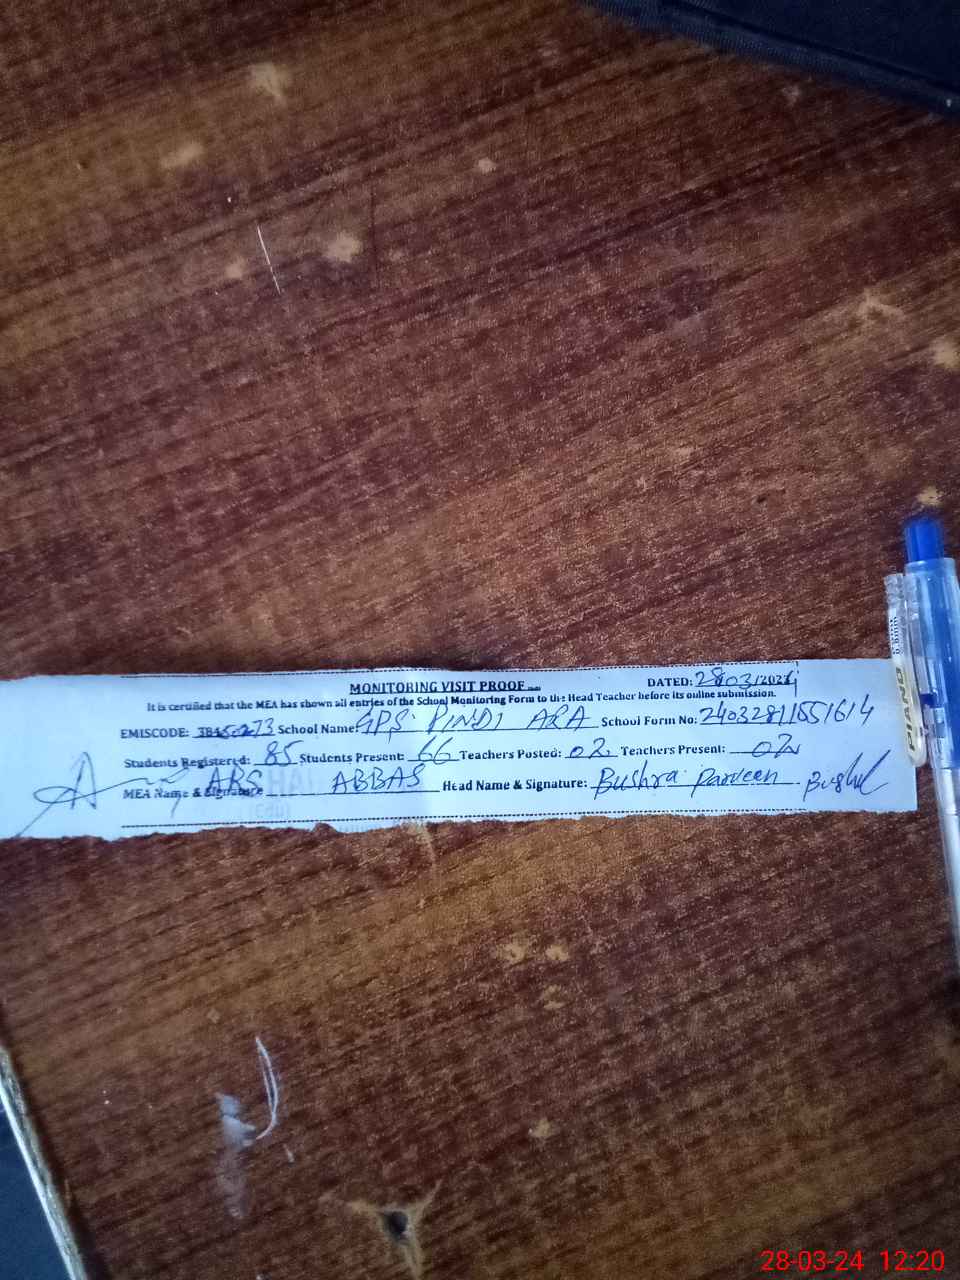 MONITORING VISIT PROOF
DATED: 28/03/2024
It is certified that the MEA has shown all entries of the School Monitoring Form to the Head Teacher before its online submission.
EMISCODE: School Name: GPS PINDI ARA School Form No:
Students Registered: 85 Students Present: 66 Teachers Posted: 02 Teachers Present: 02
MEA Name & Signature ABBAS Head Name & Signature: Bushra Parveen
PIANO
28-03-24 12:20